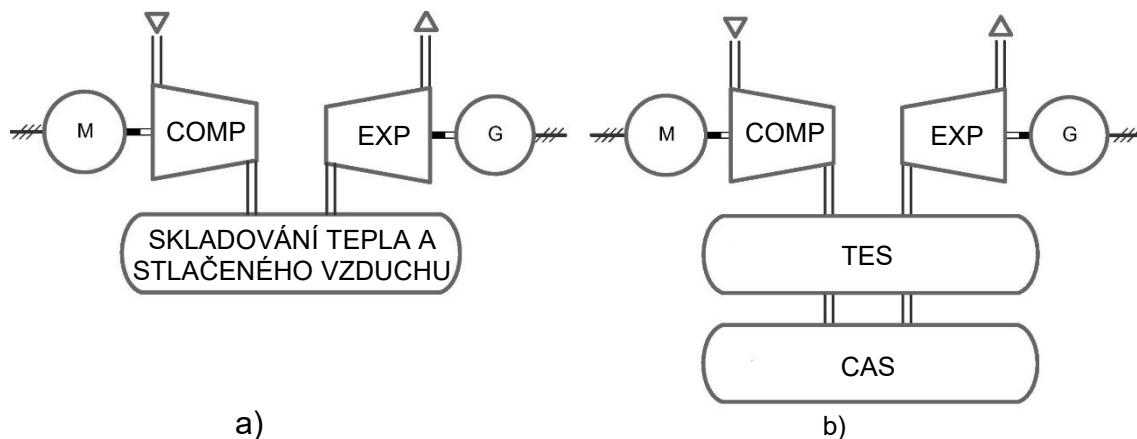 M
COMP
EXP
G
SKLADOVÁNÍ TEPLA A
STLAČENÉHO VZDUCHU
a)
M
COMP
EXP
G
TES
CAS
b)